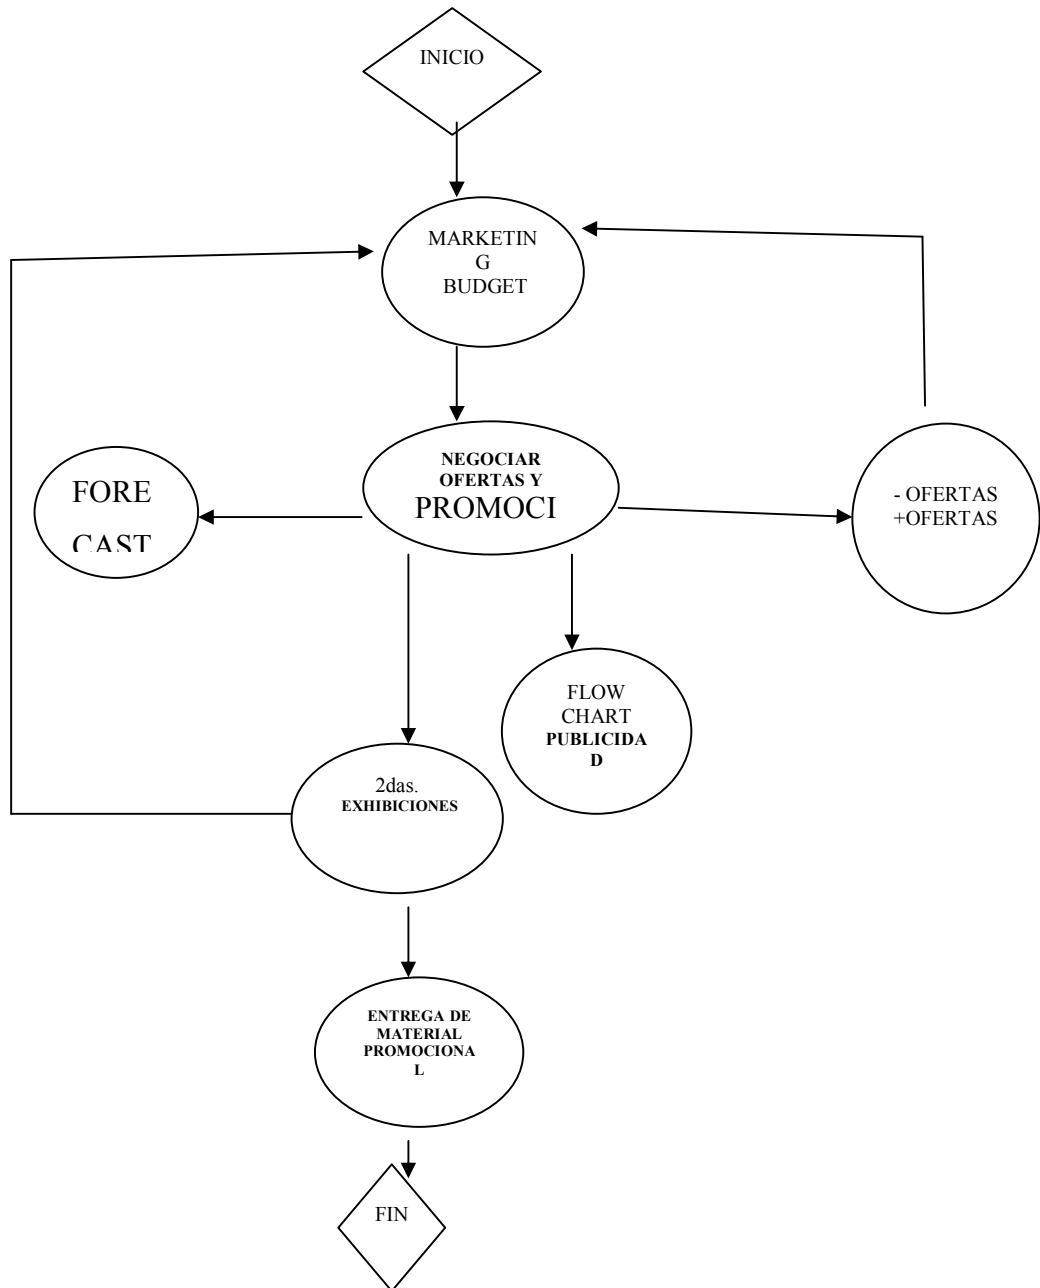 INICIO
MARKETIN
G
BUDGET
NEGOCIAR
OFERTAS Y
PROMOCI
FORE
CAST
- OFERTAS
+OFERTAS
FLOW
CHART
PUBLICIDA
D
2das.
EXHIBICIONES
ENTREGA DE
MATERIAL
PROMOCIONA
L
FIN